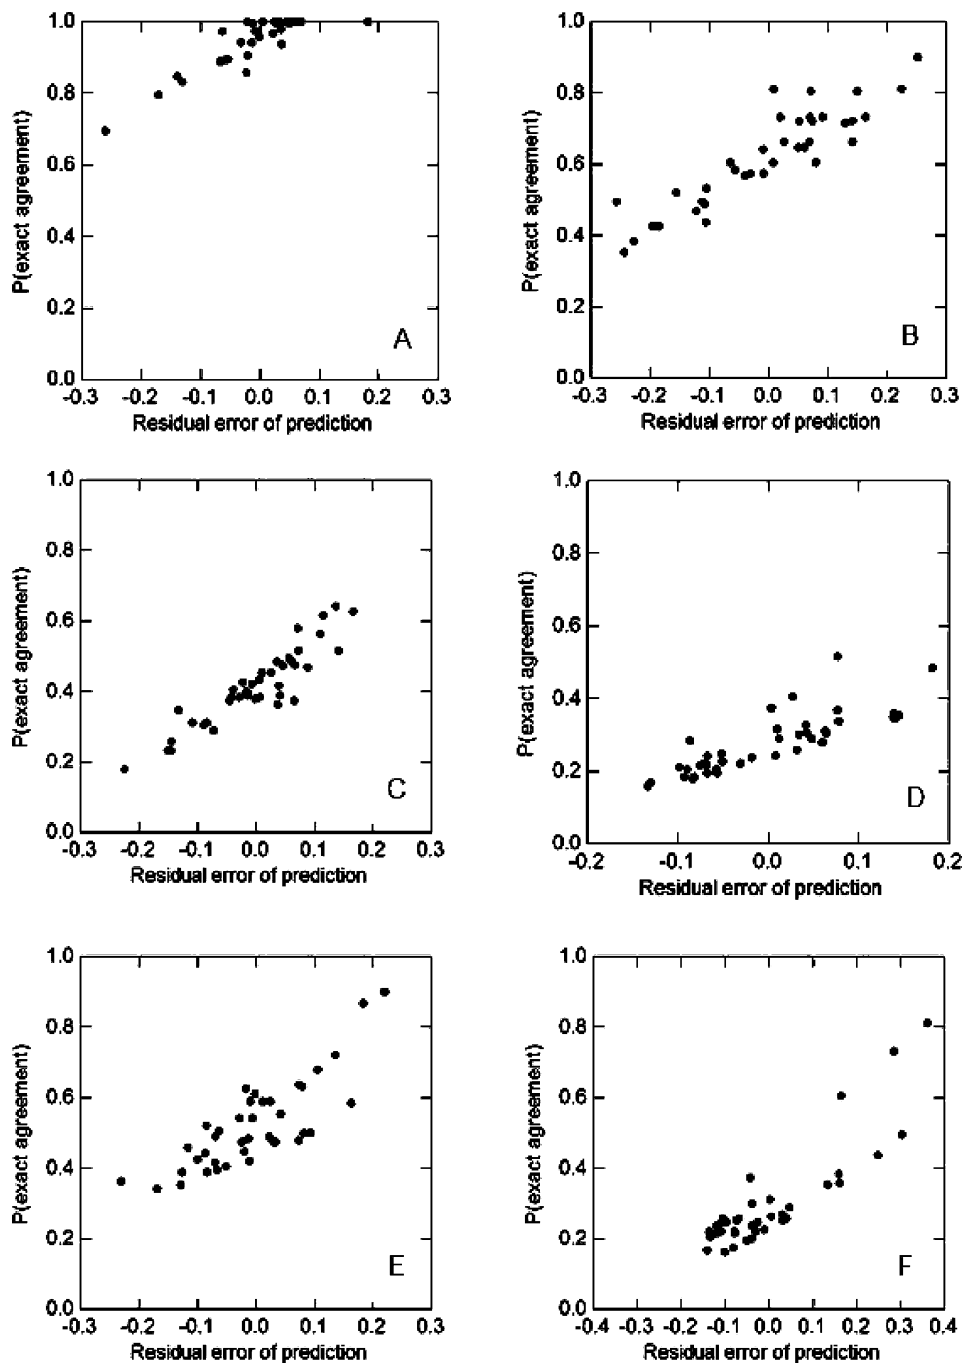 1.0
0.8
0.6
0.4
0.2
0.0
P(exact agreement)
A
-0.3 -0.2 -0.1 0.0 0.1 0.2 0.3
Residual error of prediction
1.0
0.8
0.6
0.4
0.2
0.0
P(exact agreement)
B
-0.3 -0.2 -0.1 0.0 0.1 0.2 0.3
Residual error of prediction
1.0
0.8
0.6
0.4
0.2
0.0
P(exact agreement)
C
-0.3 -0.2 -0.1 0.0 0.1 0.2 0.3
Residual error of prediction
1.0
0.8
0.6
0.4
0.2
0.0
P(exact agreement)
D
-0.2 -0.1 0.0 0.1 0.2
Residual error of prediction
1.0
0.8
0.6
0.4
0.2
0.0
P(exact agreement)
E
-0.3 -0.2 -0.1 0.0 0.1 0.2 0.3
Residual error of prediction
1.0
0.8
0.6
0.4
0.2
0.0
P(exact agreement)
F
-0.4 -0.3 -0.2 -0.1 0.0 0.1 0.2 0.3 0.4
Residual error of prediction